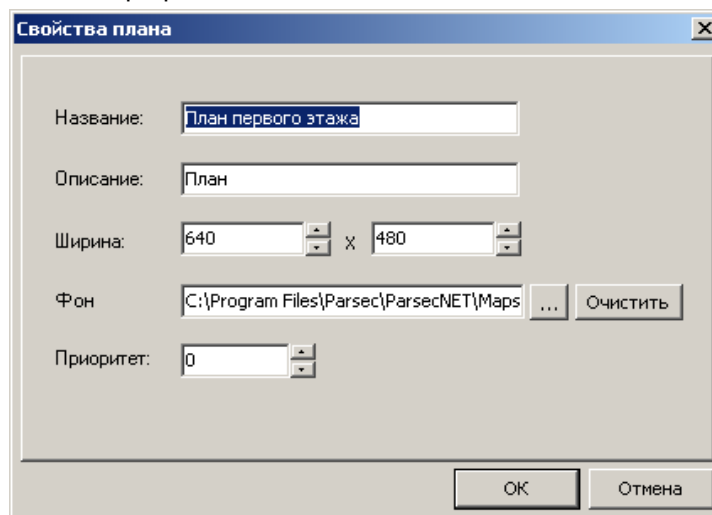 Свойства плана
Название: План первого этажа
Описание: План
Ширина: 640 X 480
Фон C:\Program Files\Parsec\ParsecNET\Maps ... Очистить
Приоритет: 0
ОК Отмена